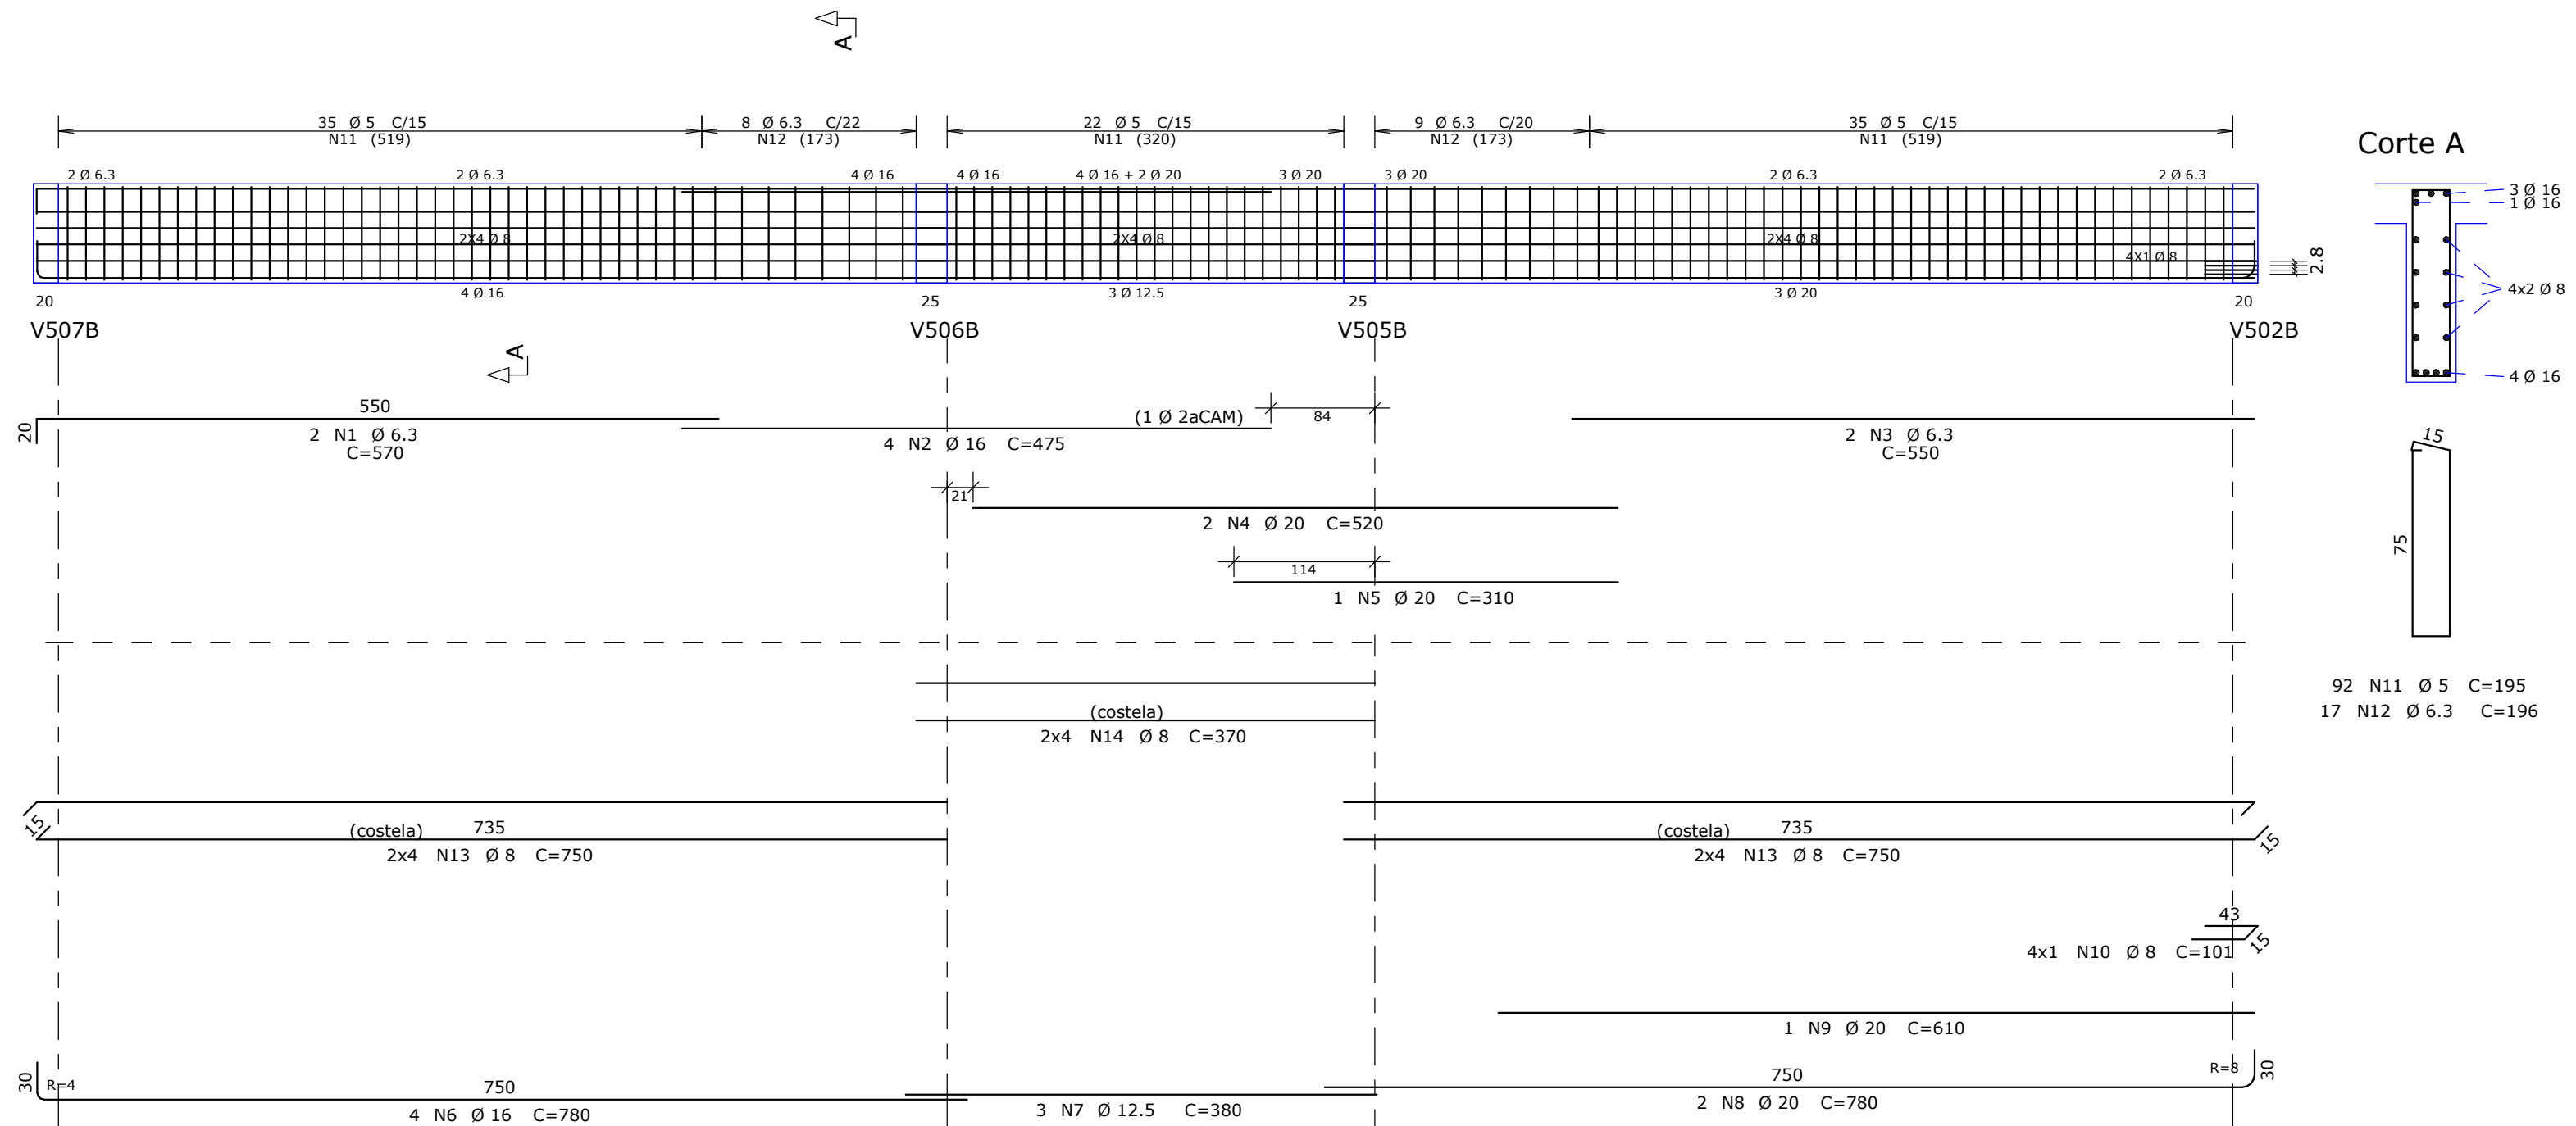 A
35 Ø 5 C/15
N11 (519)
8 Ø 6.3 C/22
N12 (173)
22 Ø 5 C/15
N11 (320)
9 Ø 6.3 C/20
N12 (173)
35 Ø 5 C/15
N11 (519)
Corte A
2 Ø 6.3
2 Ø 6.3
4 Ø 16
4 Ø 16
4 Ø 16 + 2 Ø 20
3 Ø 20
3 Ø 20
2 Ø 6.3
2 Ø 6.3
3 Ø 16
1 Ø 16
2X4 Ø 8
2X4 Ø 8
2X4 Ø 8
4X1 Ø 8
2.8
4x2 Ø 8
4 Ø 16
3 Ø 12.5
3 Ø 20
20
25
25
20
V507B
V506B
V505B
V502B
A
4 Ø 16
550
20
2 N1 Ø 6.3
C=570
(1 Ø 2aCAM)
84
4 N2 Ø 16 C=475
2 N3 Ø 6.3
C=550
15
75
21
2 N4 Ø 20 C=520
114
1 N5 Ø 20 C=310
92 N11 Ø 5 C=195
17 N12 Ø 6.3 C=196
(costela)
2x4 N14 Ø 8 C=370
15
(costela) 735
2x4 N13 Ø 8 C=750
(costela) 735
15
2x4 N13 Ø 8 C=750
43
15
4x1 N10 Ø 8 C=101
1 N9 Ø 20 C=610
30
R=4
750
4 N6 Ø 16 C=780
3 N7 Ø 12.5 C=380
750
R=8
30
2 N8 Ø 20 C=780